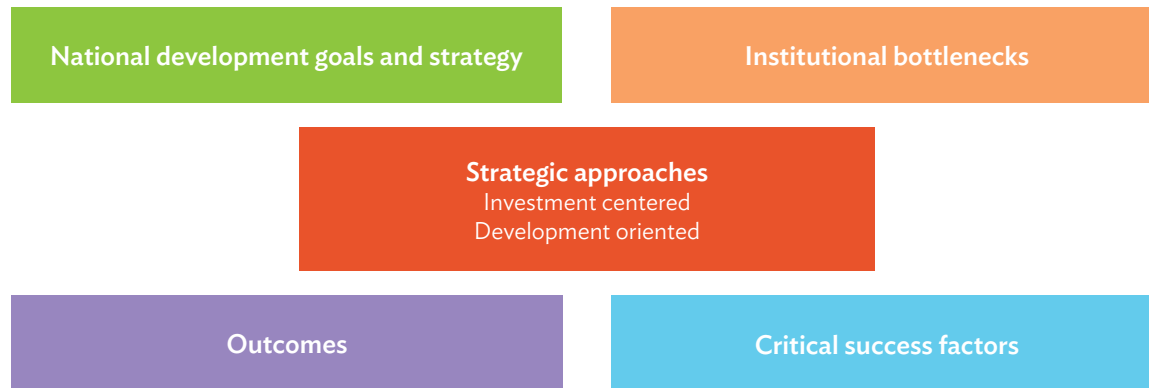 National development goals and strategy
Institutional bottlenecks
Strategic approaches
Investment centered
Development oriented
Outcomes
Critical success factors